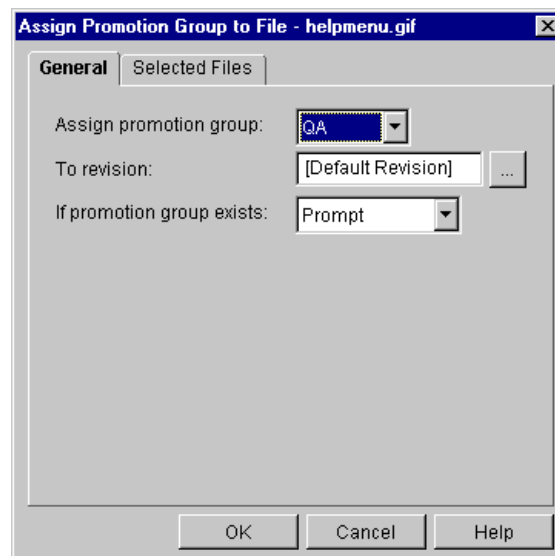 Assign Promotion Group to File - helpmenu.gif
General
Selected Files
Assign promotion group: QA
To revision: [Default Revision] ...
If promotion group exists: Prompt
OK Cancel Help